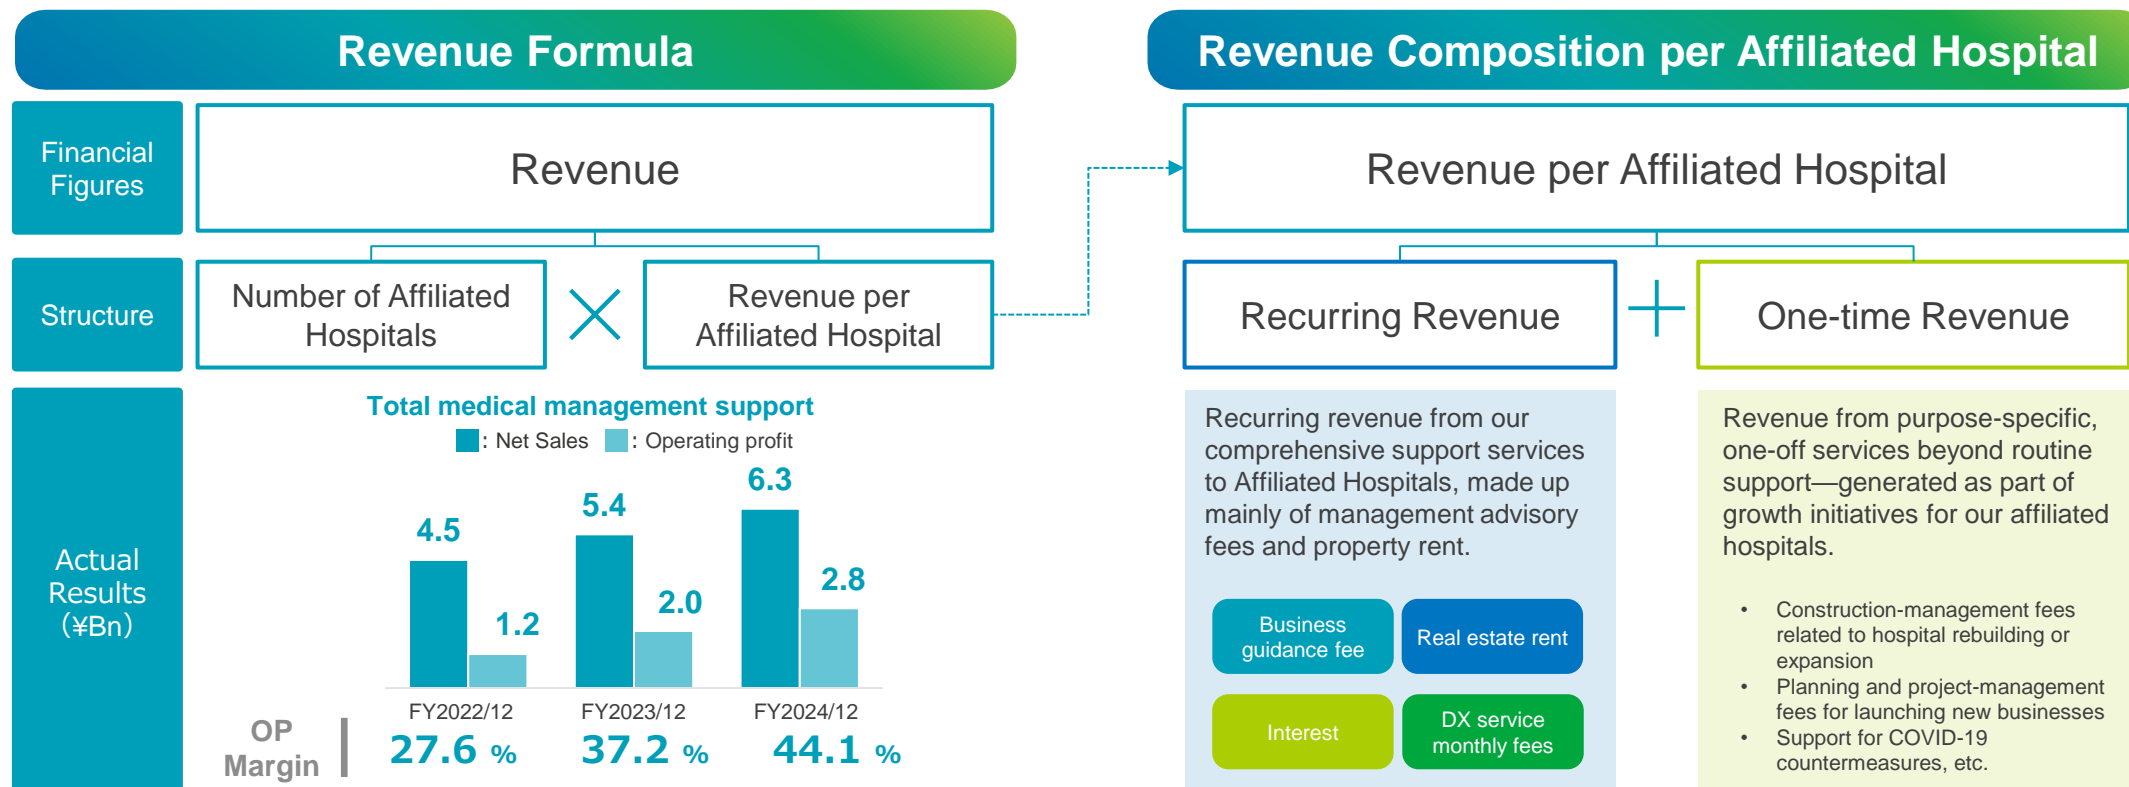 Revenue Formula
Financial
Figures
Revenue
Structure
Number of Affiliated
Hospitals
Revenue per
Affiliated Hospital
Actual
Results
(¥Bn)
Total medical management support
: Net Sales : Operating profit
4.5
1.2
5.4
2.0
6.3
2.8
FY2022/12 FY2023/12 FY2024/12
OP
Margin
27.6 % 37.2 % 44.1 %
Revenue Composition per Affiliated Hospital
Revenue per Affiliated Hospital
Recurring Revenue
One-time Revenue
Recurring revenue from our
comprehensive support services
to Affiliated Hospitals, made up
mainly of management advisory
fees and property rent.
Business
guidance fee
Real estate rent
Interest
DX service
monthly fees
Revenue from purpose-specific,
one-off services beyond routine
support—generated as part of
growth initiatives for our affiliated
hospitals.
• Construction-management fees
related to hospital rebuilding or
expansion
• Planning and project-management
fees for launching new businesses
• Support for COVID-19
countermeasures, etc.